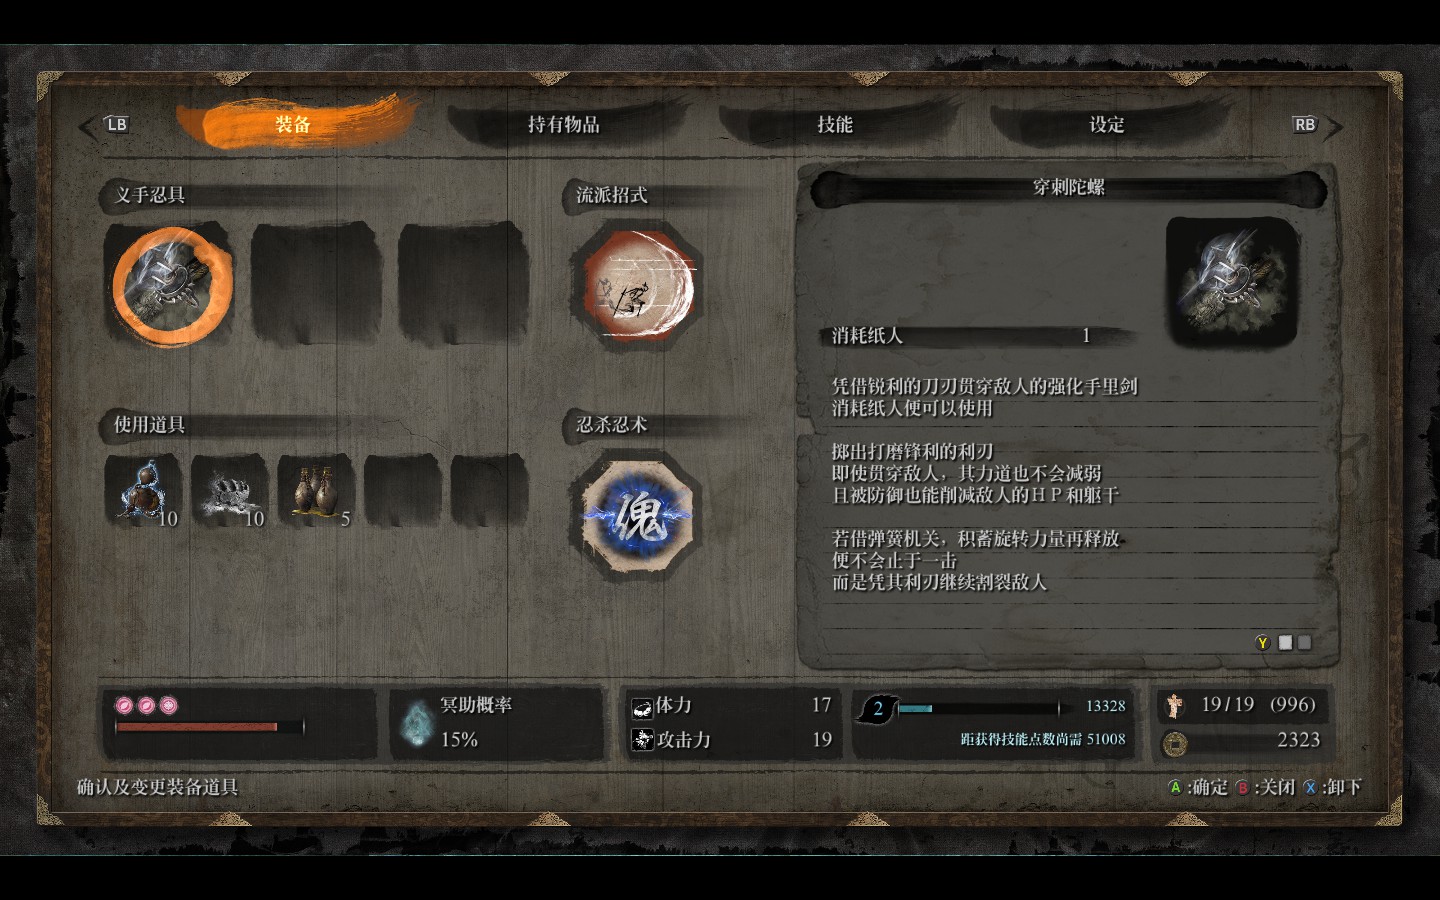 LB
装备
持有物品
技能
设定
RB
义手忍具
流派招式
使用道具
10
10
5
忍杀忍术
傀
穿刺陀螺
消耗纸人 1
凭借锐利的刀刃贯穿敌人的强化手里剑
消耗纸人便可以使用
掷出打磨锋利的利刃
即使贯穿敌人，其力道也不会减弱
且被防御也能削减敌人的ＨＰ和躯干
若借弹簧机关，积蓄旋转力量再释放
便不会止于一击
而是凭其利刃继续割裂敌人
Y
冥助概率
15%
体力 17
攻击力 19
2
13328
距获得技能点数尚需 51008
19/19 (996)
2323
确认及变更装备道具
A:确定 B:关闭 X:卸下